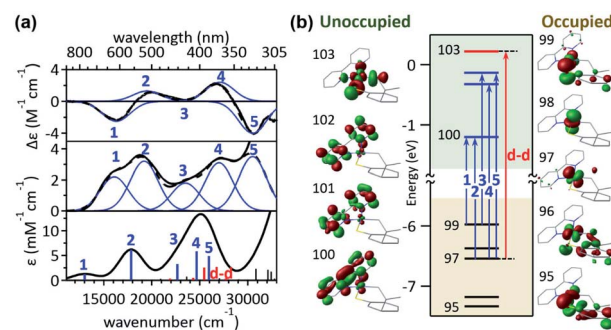 (a)
wavelength (nm)
800 600 500 400 350 305
4
2
0
-2
Δε (M⁻¹ cm⁻¹)
1 2 3 4 5
1 2 3 4 5
10
5
0
ε (mM⁻¹ cm⁻¹)
1 2 3 4 5 d-d
15000 20000 25000 30000
wavenumber (cm⁻¹)
(b) Unoccupied
103
102
101
100
0
-1
-6
-7
Energy (eV)
103
100
1 2 3 4 5
d-d
99
97
95
Occupied
99
98
97
96
95